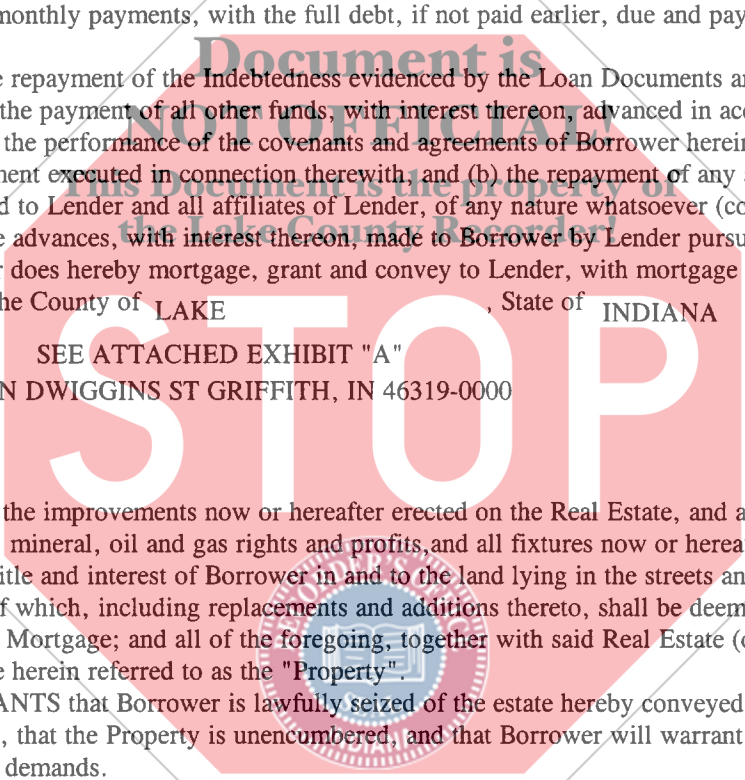 monthly payments, with the full debt, if not paid earlier, due and pay
Document is
e repayment of the Indebtedness evidenced by the Loan Documents a
the payment of all other funds, with interest thereon, advanced in acc
NOT OFFICIAL!
the performance of the covenants and agreements of Borrower herein
ment executed in connection therewith, and (b) the repayment of any
This Document is the property of
d to Lender and all affiliates of Lender, of any nature whatsoever (co
the Lake County Recorder!
e advances, with interest thereon, made to Borrower by Lender pursu
r does hereby mortgage, grant and convey to Lender, with mortgage
he County of LAKE , State of INDIANA
STOP
SEE ATTACHED EXHIBIT "A"
N DWIGGINS ST GRIFFITH, IN 46319-0000
the improvements now or hereafter erected on the Real Estate, and a
mineral, oil and gas rights and profits,and all fixtures now or herea
itle and interest of Borrower in and to the land lying in the streets an
f which, including replacements and additions thereto, shall be deem
Mortgage; and all of the foregoing, together with said Real Estate (
e herein referred to as the "Property".
ANTS that Borrower is lawfully seized of the estate hereby conveyed
, that the Property is unencumbered, and that Borrower will warrant
demands.
RECORDER'S
SEAL
INDIANA